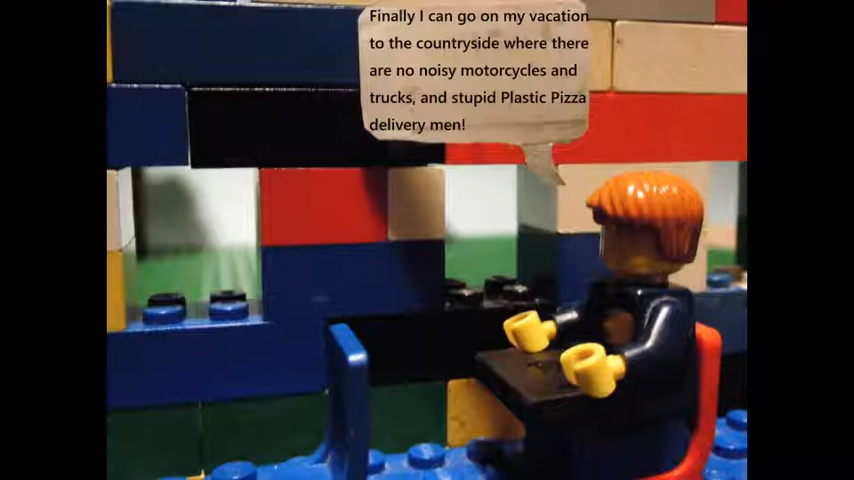 Finally I can go on my vacation
to the countryside where there
are no noisy motorcycles and
trucks, and stupid Plastic Pizza
delivery men!